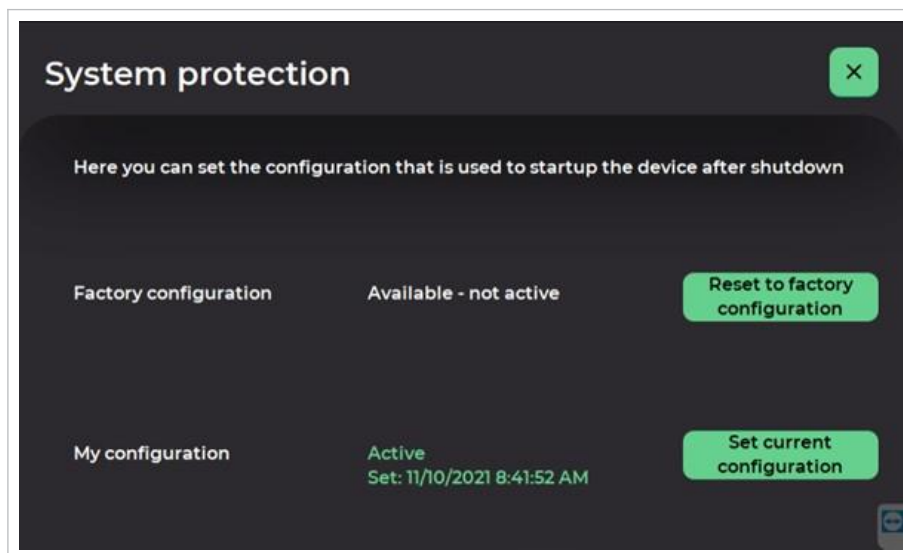 System protection
×
Here you can set the configuration that is used to startup the device after shutdown
Factory configuration
Available - not active
Reset to factory
configuration
My configuration
Active
Set: 11/10/2021 8:41:52 AM
Set current
configuration